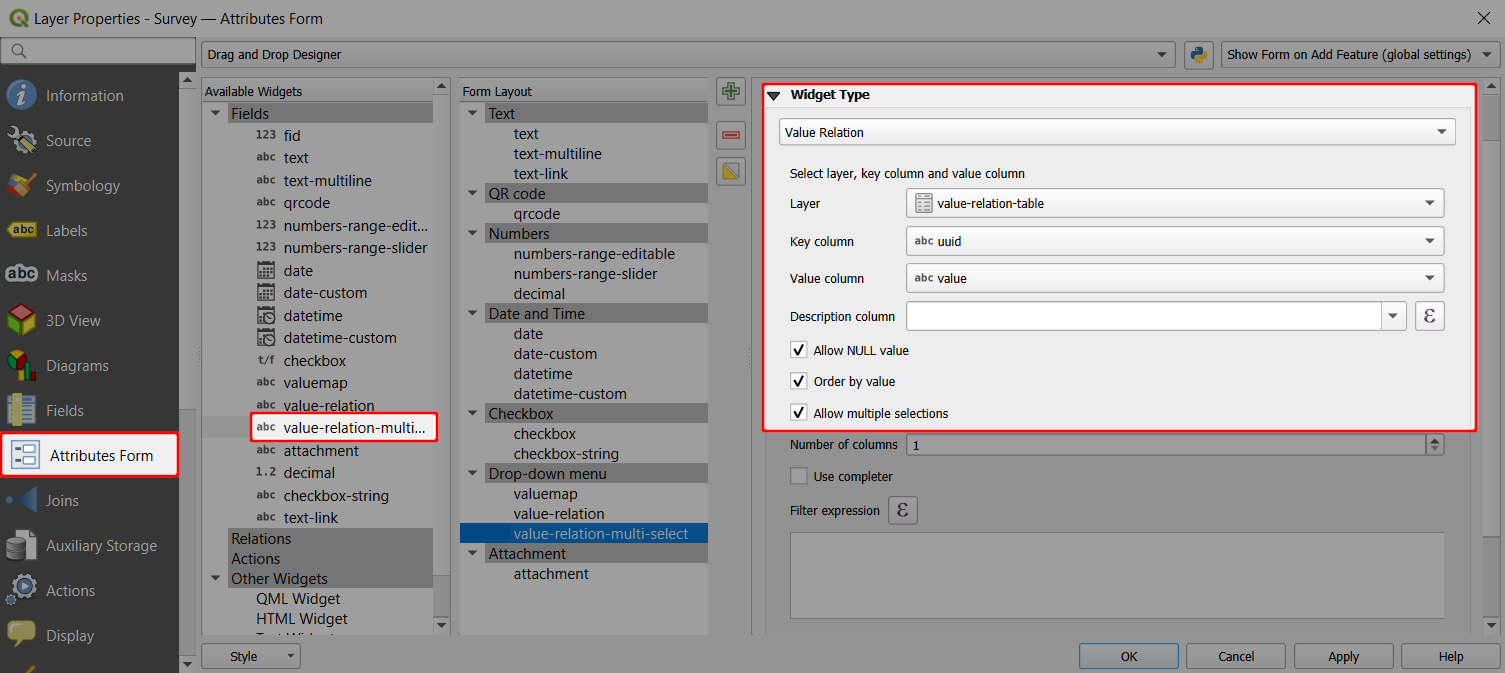 Layer Properties - Survey — Attributes Form
Drag and Drop Designer
Show Form on Add Feature (global settings)
Information
Source
Symbology
abc Labels
abc Masks
3D View
Diagrams
Fields
Attributes Form
Joins
Auxiliary Storage
Actions
Display
Available Widgets
Fields
123 fid
abc text
abc text-multiline
abc qrcode
123 numbers-range-edit...
123 numbers-range-slider
date
date-custom
datetime
datetime-custom
t/f checkbox
abc valuemap
abc value-relation
abc value-relation-multi...
abc attachment
1.2 decimal
abc checkbox-string
abc text-link
Relations
Actions
Other Widgets
QML Widget
HTML Widget
Form Layout
Text
text
text-multiline
text-link
QR code
qrcode
Numbers
numbers-range-editable
numbers-range-slider
decimal
Date and Time
date
date-custom
datetime
datetime-custom
Checkbox
checkbox
checkbox-string
Drop-down menu
valuemap
value-relation
value-relation-multi-select
Attachment
attachment
Widget Type
Value Relation
Select layer, key column and value column
Layer value-relation-table
Key column abc uuid
Value column abc value
Description column ε
Allow NULL value
Order by value
Allow multiple selections
Number of columns 1
Use completer
Filter expression ε
Style
OK
Cancel
Apply
Help